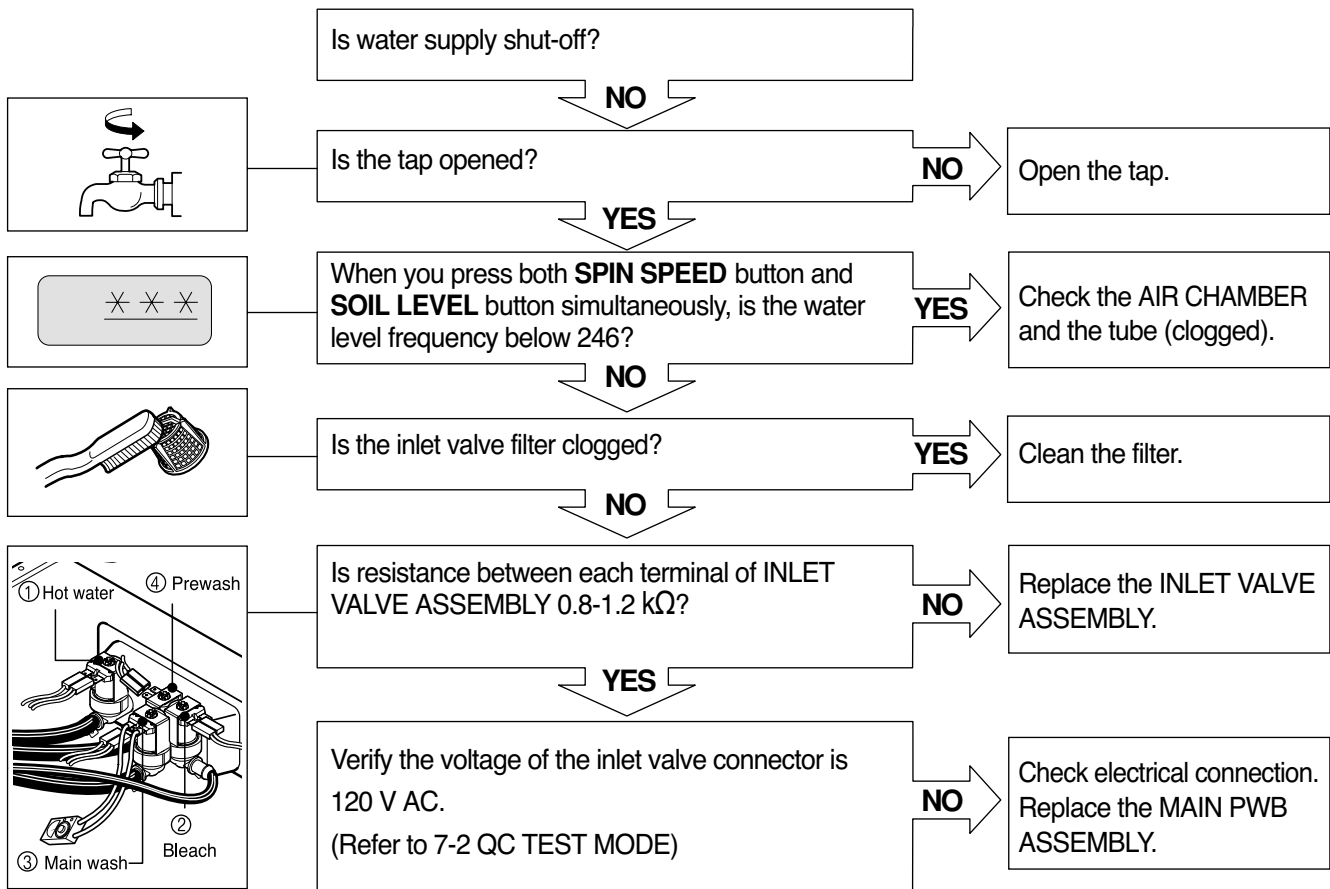 Is water supply shut-off?
NO
Is the tap opened?
NO
Open the tap.
YES
When you press both SPIN SPEED button and
SOIL LEVEL button simultaneously, is the water
level frequency below 246?
YES
Check the AIR CHAMBER
and the tube (clogged).
NO
Is the inlet valve filter clogged?
YES
Clean the filter.
NO
① Hot water
④ Prewash
②
Bleach
③ Main wash
Is resistance between each terminal of INLET
VALVE ASSEMBLY 0.8-1.2 kΩ?
NO
Replace the INLET VALVE
ASSEMBLY.
YES
Verify the voltage of the inlet valve connector is
120 V AC.
(Refer to 7-2 QC TEST MODE)
NO
Check electrical connection.
Replace the MAIN PWB
ASSEMBLY.